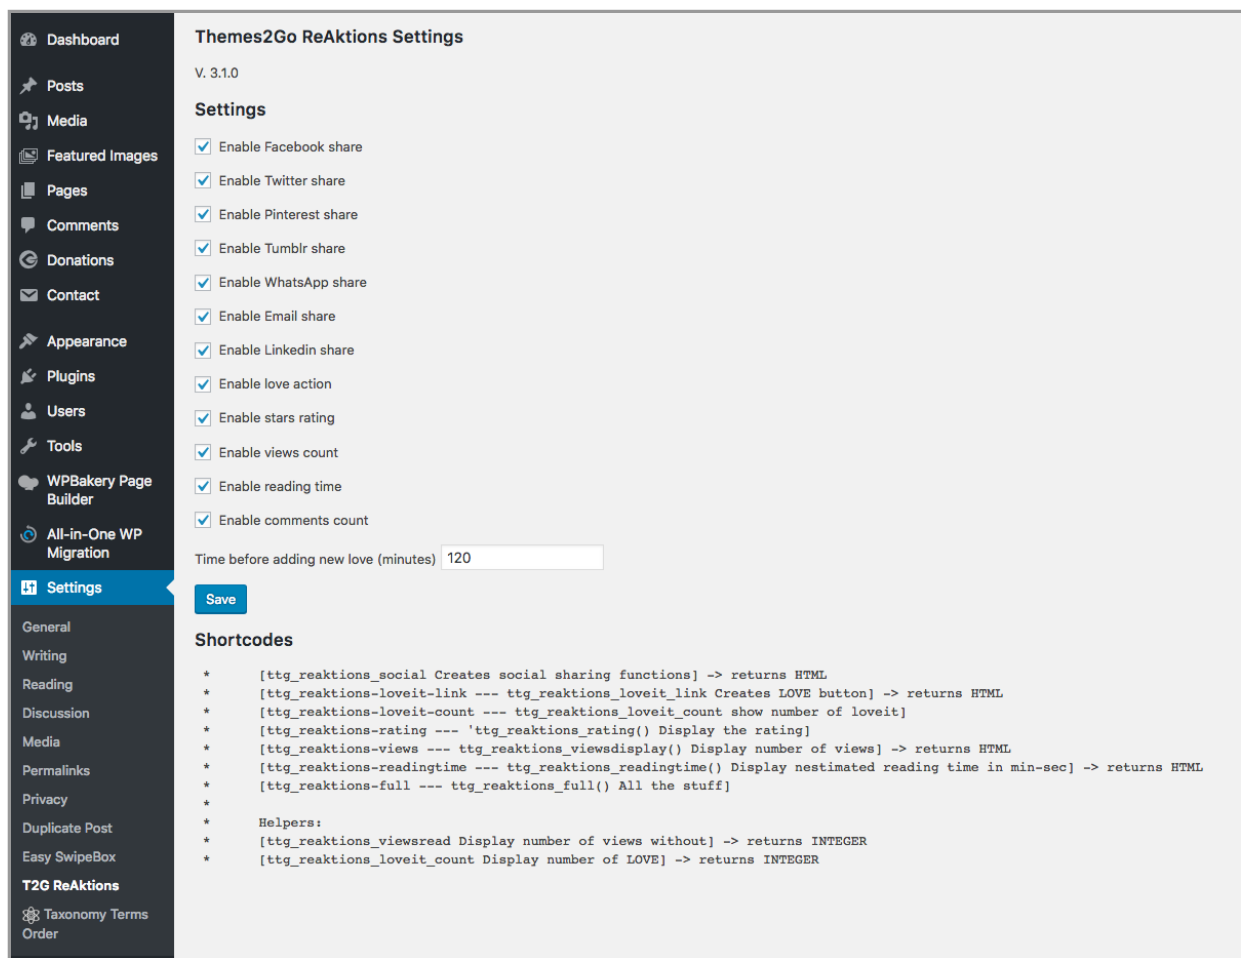 Dashboard
Posts
Media
Featured Images
Pages
Comments
Donations
Contact
Appearance
Plugins
Users
Tools
WPBakery Page
Builder
All-in-One WP
Migration
Settings
General
Writing
Reading
Discussion
Media
Permalinks
Privacy
Duplicate Post
Easy SwipeBox
T2G ReAktions
Taxonomy Terms
Order
Themes2Go ReAktions Settings
V. 3.1.0
Settings
Enable Facebook share
Enable Twitter share
Enable Pinterest share
Enable Tumblr share
Enable WhatsApp share
Enable Email share
Enable Linkedin share
Enable love action
Enable stars rating
Enable views count
Enable reading time
Enable comments count
Time before adding new love (minutes) 120
Save
Shortcodes
* [ttg_reaktions_social Creates social sharing functions] -> returns HTML
* [ttg_reaktions-loveit-link --- ttg_reaktions_loveit_link Creates LOVE button] -> returns HTML
* [ttg_reaktions-loveit-count --- ttg_reaktions_loveit_count show number of loveit]
* [ttg_reaktions-rating --- 'ttg_reaktions_rating() Display the rating]
* [ttg_reaktions-views --- ttg_reaktions_viewsdisplay() Display number of views] -> returns HTML
* [ttg_reaktions-readingtime --- ttg_reaktions_readingtime() Display nestimated reading time in min-sec] -> returns HTML
* [ttg_reaktions-full --- ttg_reaktions_full() All the stuff]
*
* Helpers:
* [ttg_reaktions_viewsread Display number of views without] -> returns INTEGER
* [ttg_reaktions_loveit_count Display number of LOVE] -> returns INTEGER